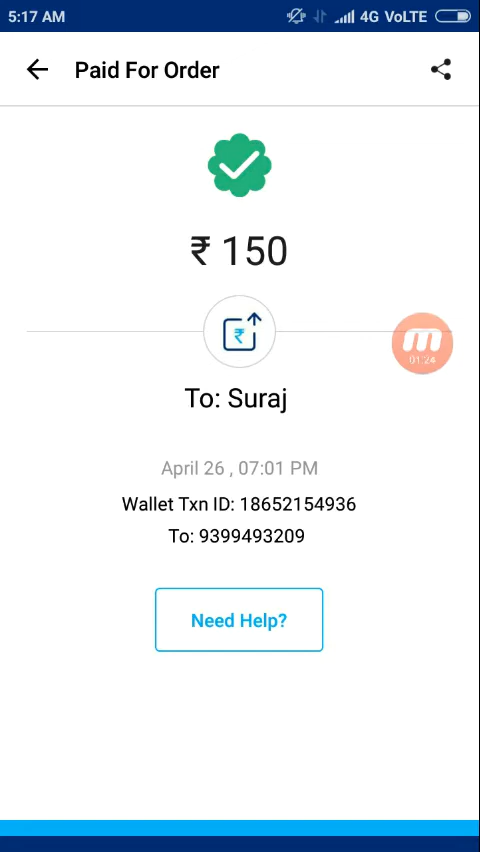 5:17 AM 4G VoLTE
Paid For Order
₹ 150
₹
01:24
To: Suraj
April 26 , 07:01 PM
Wallet Txn ID: 18652154936
To: 9399493209
Need Help?